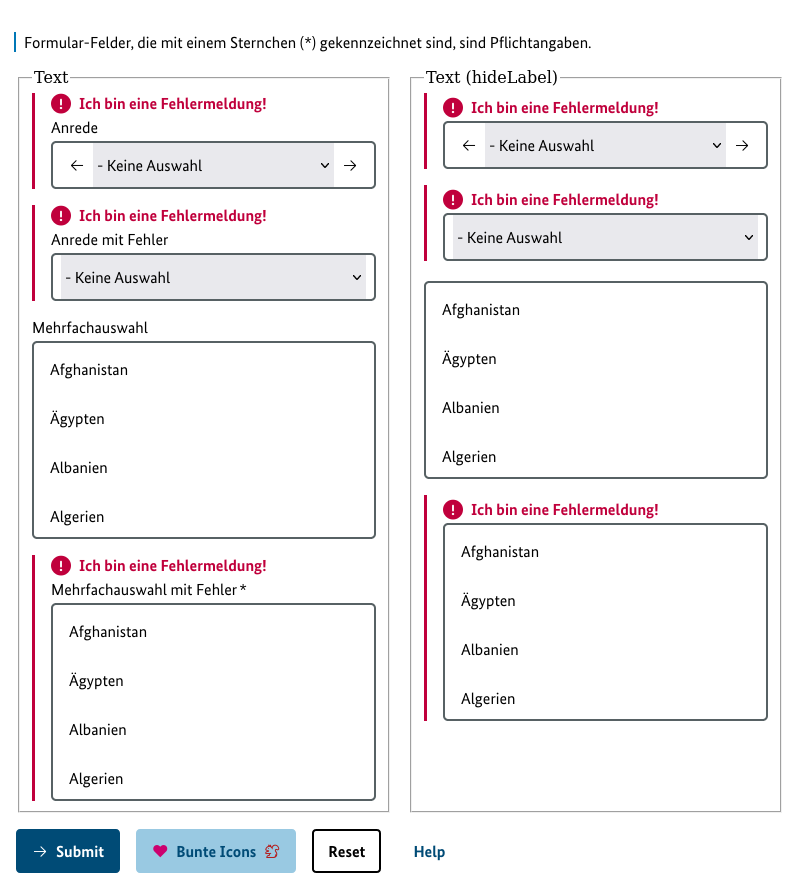 Formular-Felder, die mit einem Sternchen (*) gekennzeichnet sind, sind Pflichtangaben.
Text
Ich bin eine Fehlermeldung!
Anrede
- Keine Auswahl
Ich bin eine Fehlermeldung!
Anrede mit Fehler
- Keine Auswahl
Mehrfachauswahl
Afghanistan
Ägypten
Albanien
Algerien
Ich bin eine Fehlermeldung!
Mehrfachauswahl mit Fehler *
Afghanistan
Ägypten
Albanien
Algerien
Text (hideLabel)
Ich bin eine Fehlermeldung!
- Keine Auswahl
Ich bin eine Fehlermeldung!
- Keine Auswahl
Afghanistan
Ägypten
Albanien
Algerien
Ich bin eine Fehlermeldung!
Afghanistan
Ägypten
Albanien
Algerien
Submit
Bunte Icons
Reset
Help